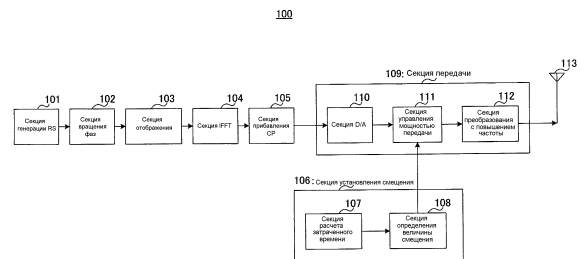 100
109: Секция передачи
113
101
102
103
104
105
110
111
112
Секция
генерации RS
Секция
вращения
фаз
Секция
отображения
Секция IFFT
Секция
прибавления
CP
Секция D/A
Секция
управления
мощностью
передачи
Секция
преобразования
с повышением
частоты
106: Секция установления смещения
107
108
Секция
расчета
затраченного
времени
Секция
определения
величины
смещения